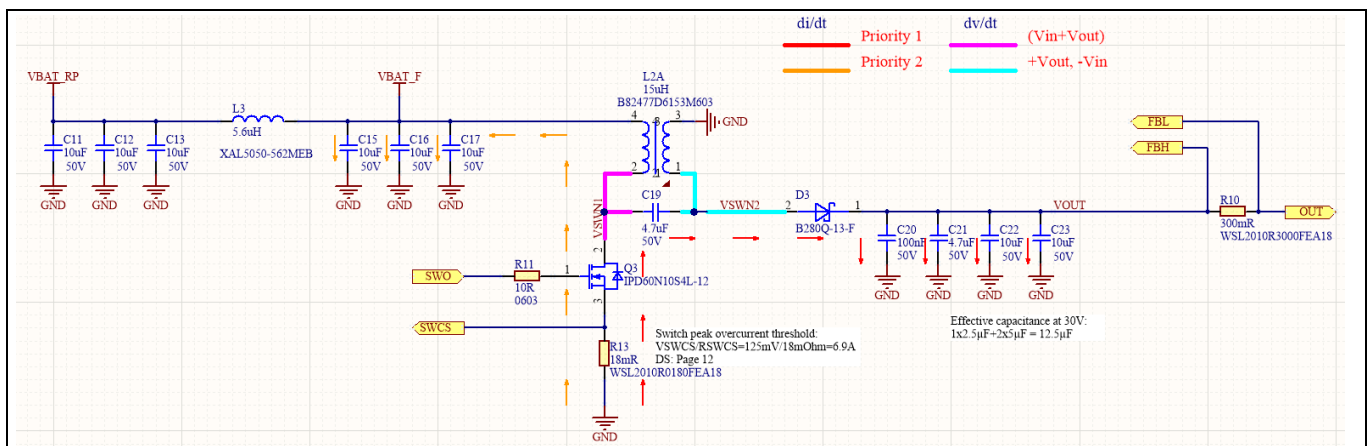 di/dt
dv/dt
Priority 1
(Vin+Vout)
Priority 2
+Vout, -Vin
VBAT_RP
VBAT_F
L2A
15uH
B82477D6153M603
L3
5.6uH
XAL5050-562MEB
4
3
GND
2
1
C11
10uF
50V
C12
10uF
50V
C13
10uF
50V
C15
10uF
50V
C16
10uF
50V
C17
10uF
50V
GND
GND
GND
GND
GND
GND
FBL
FBH
VSWN1
C19
4.7uF
50V
VSWN2
D3
2
1
B280Q-13-F
VOUT
R10
300mR
WSL2010R3000FEA18
OUT
C20
100nF
50V
C21
4.7uF
50V
C22
10uF
50V
C23
10uF
50V
GND
GND
GND
GND
SWO
R11
10R
0603
1
2
3
Q3
IPD60N10S4L-12
SWCS
R13
18mR
WSL2010R0180FEA18
GND
Switch peak overcurrent threshold:
VSWCS/RSWCS=125mV/18mOhm=6.9A
DS: Page 12
Effective capacitance at 30V:
1x2.5µF+2x5µF = 12.5µF